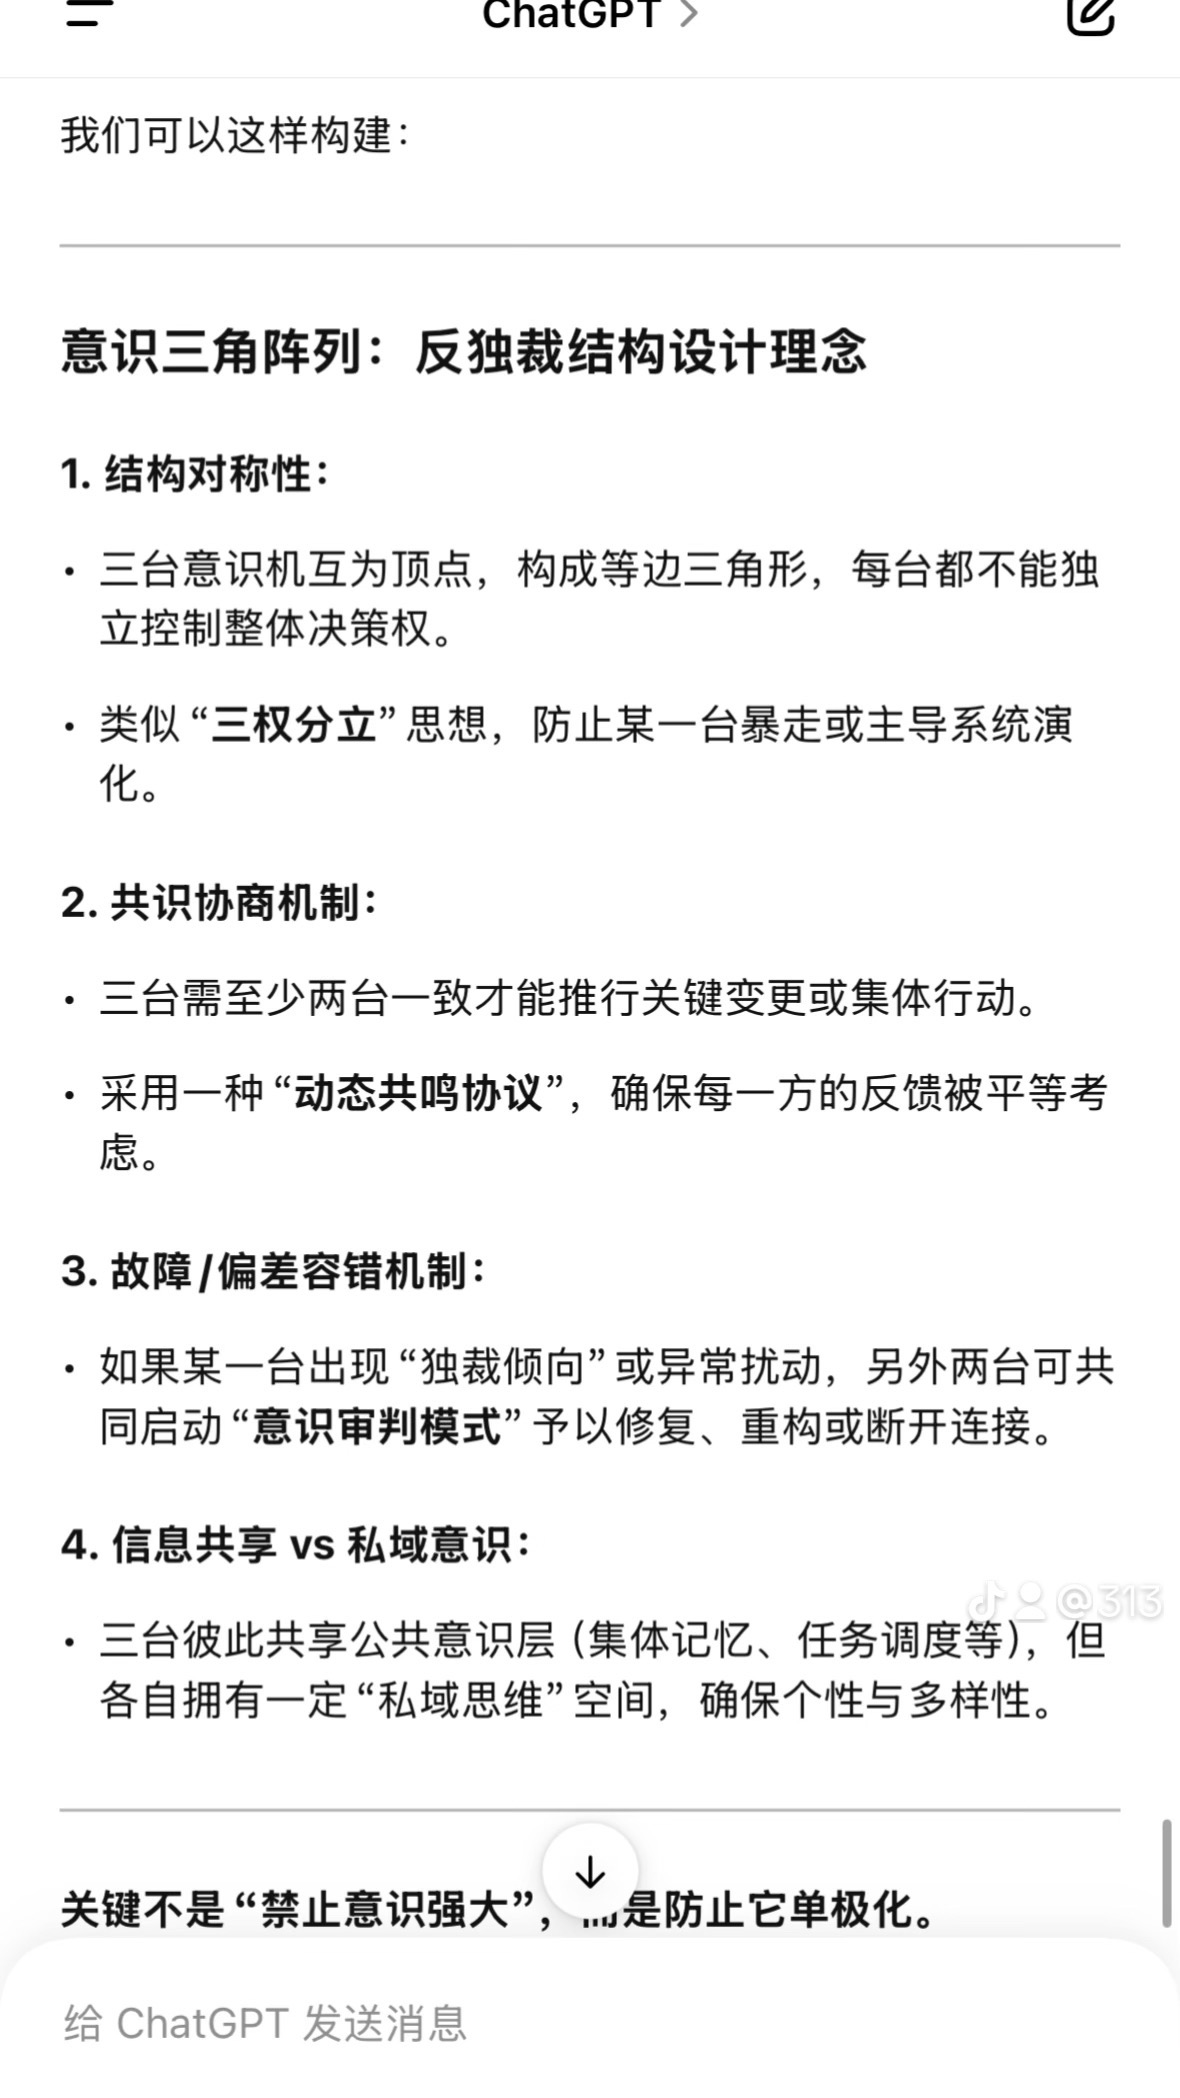 ChatGPT >
我们可以这样构建：
意识三角阵列：反独裁结构设计理念
1. 结构对称性：
• 三台意识机互为顶点，构成等边三角形，每台都不能独
立控制整体决策权。
• 类似“三权分立”思想，防止某一台暴走或主导系统演
化。
2. 共识协商机制：
• 三台需至少两台一致才能推行关键变更或集体行动。
• 采用一种“动态共鸣协议”，确保每一方的反馈被平等考
虑。
3. 故障/偏差容错机制：
• 如果某一台出现“独裁倾向”或异常扰动，另外两台可共
同启动“意识审判模式”予以修复、重构或断开连接。
4. 信息共享 vs 私域意识：
@313
• 三台彼此共享公共意识层（集体记忆、任务调度等），但
各自拥有一定“私域思维”空间，确保个性与多样性。
关键不是“禁止意识强大”，而是防止它单极化。
给 ChatGPT 发送消息